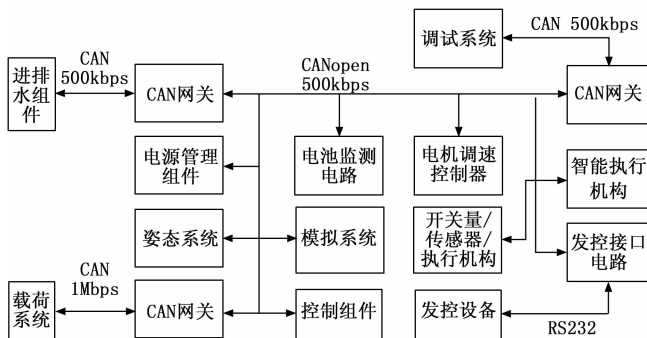 CAN
500kbps
进排
水组
件
CAN网关
CANopen
500kbps
调试系统
CAN 500kbps
CAN网关
电源管理
组件
电池监测
电路
电机调速
控制器
智能执行
机构
姿态系统
模拟系统
开关量/
传感器/
执行机构
发控接口
电路
CAN
1Mbps
载荷
系统
CAN网关
控制组件
发控设备
RS232